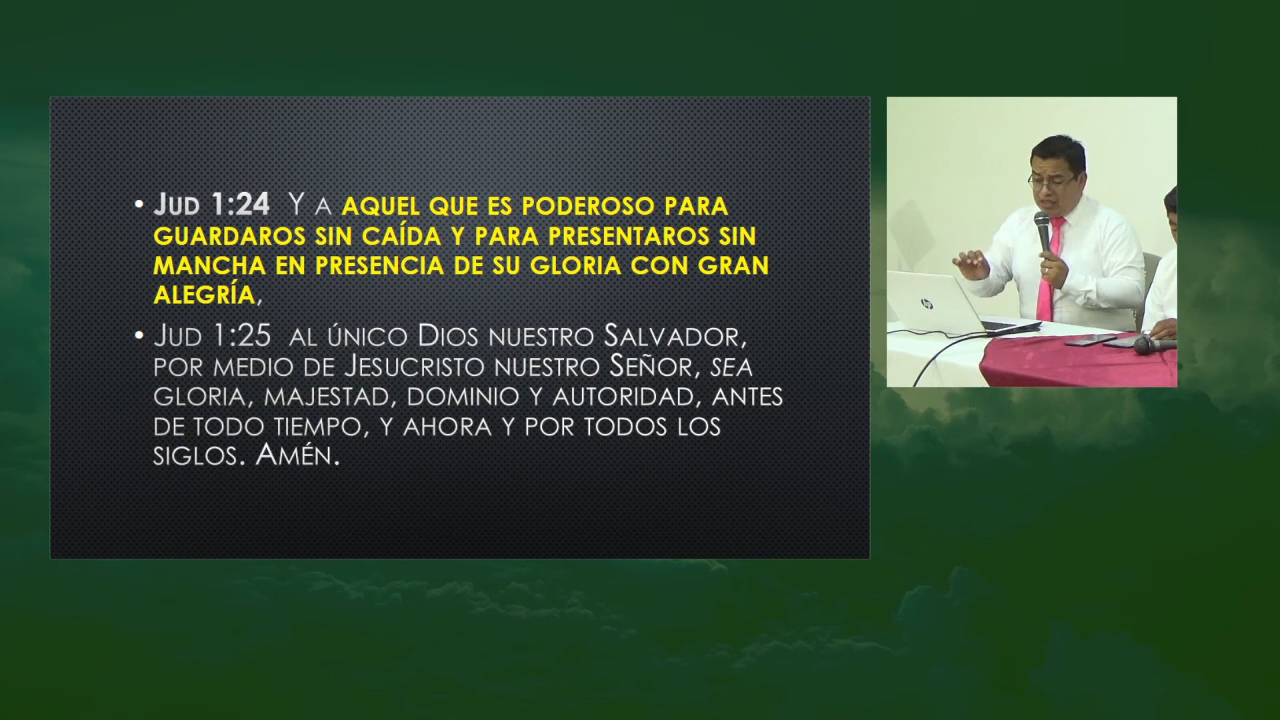 • Jud 1:24 Y a aquel que es poderoso para
guardaros sin caída y para presentaros sin
mancha en presencia de su gloria con gran
alegría,
• Jud 1:25 al único Dios nuestro Salvador,
por medio de Jesucristo nuestro Señor, sea
gloria, majestad, dominio y autoridad, antes
de todo tiempo, y ahora y por todos los
siglos. Amén.
hp